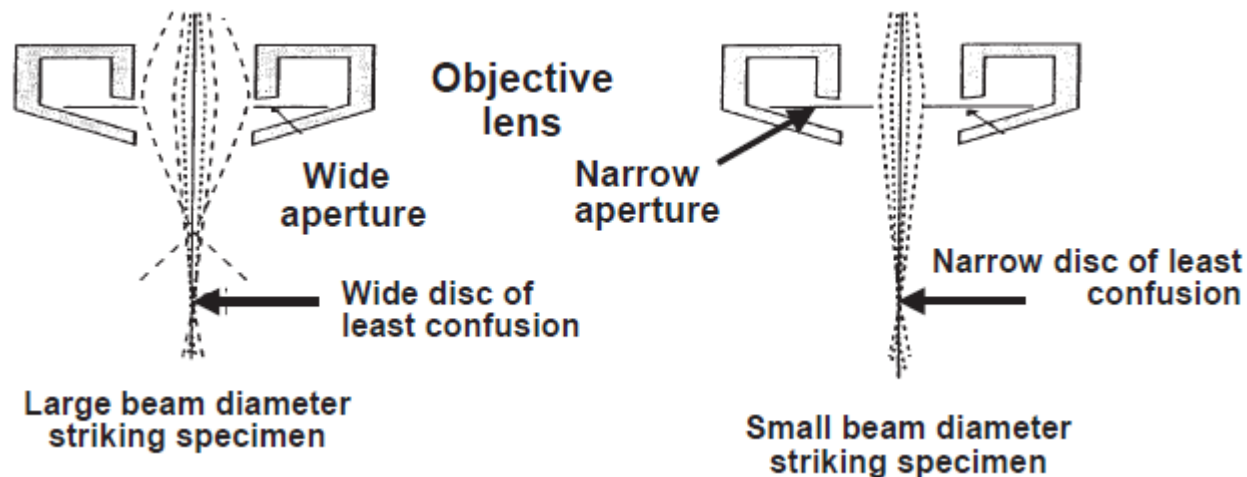 Objective
lens
Wide
aperture
Narrow
aperture
Wide disc of
least confusion
Narrow disc of least
confusion
Large beam diameter
striking specimen
Small beam diameter
striking specimen